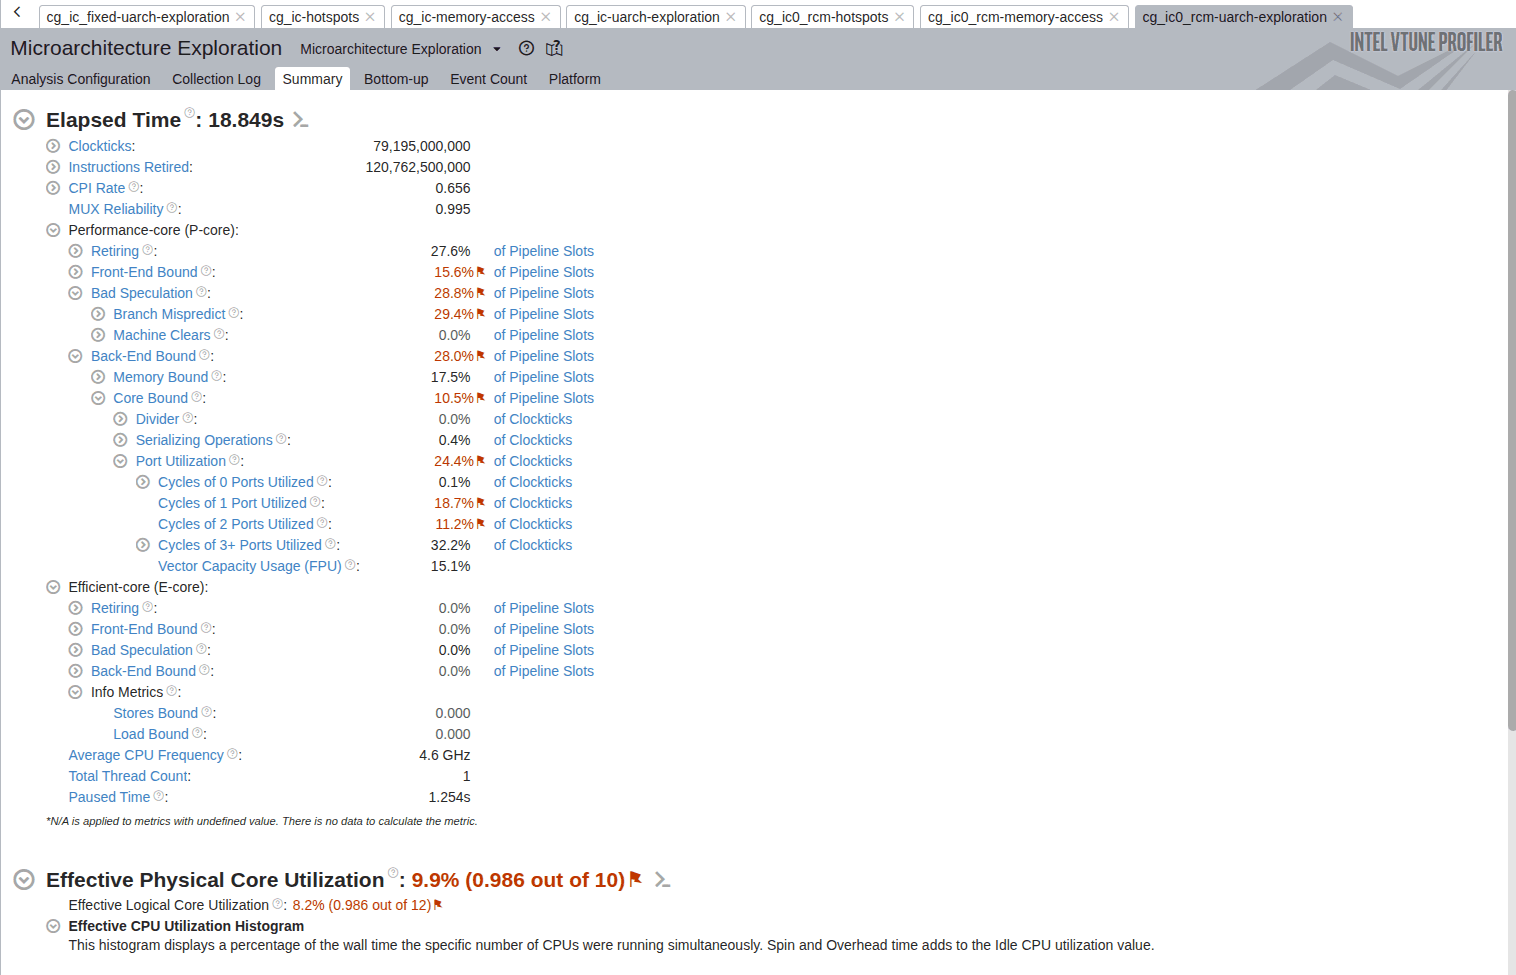 cg_ic_fixed-uarch-exploration cg_ic-hotspots cg_ic-memory-access cg_ic-uarch-exploration cg_ic0_rcm-hotspots cg_ic0_rcm-memory-access cg_ic0_rcm-uarch-exploration
Microarchitecture Exploration Microarchitecture Exploration INTEL VTUNE PROFILER
Analysis Configuration Collection Log Summary Bottom-up Event Count Platform
Elapsed Time: 18.849s
Clockticks: 79,195,000,000
Instructions Retired: 120,762,500,000
CPI Rate: 0.656
MUX Reliability: 0.995
Performance-core (P-core):
Retiring: 27.6% of Pipeline Slots
Front-End Bound: 15.6% of Pipeline Slots
Bad Speculation: 28.8% of Pipeline Slots
Branch Mispredict: 29.4% of Pipeline Slots
Machine Clears: 0.0% of Pipeline Slots
Back-End Bound: 28.0% of Pipeline Slots
Memory Bound: 17.5% of Pipeline Slots
Core Bound: 10.5% of Pipeline Slots
Divider: 0.0% of Clockticks
Serializing Operations: 0.4% of Clockticks
Port Utilization: 24.4% of Clockticks
Cycles of 0 Ports Utilized: 0.1% of Clockticks
Cycles of 1 Port Utilized: 18.7% of Clockticks
Cycles of 2 Ports Utilized: 11.2% of Clockticks
Cycles of 3+ Ports Utilized: 32.2% of Clockticks
Vector Capacity Usage (FPU): 15.1%
Efficient-core (E-core):
Retiring: 0.0% of Pipeline Slots
Front-End Bound: 0.0% of Pipeline Slots
Bad Speculation: 0.0% of Pipeline Slots
Back-End Bound: 0.0% of Pipeline Slots
Info Metrics:
Stores Bound: 0.000
Load Bound: 0.000
Average CPU Frequency: 4.6 GHz
Total Thread Count: 1
Paused Time: 1.254s
*N/A is applied to metrics with undefined value. There is no data to calculate the metric.
Effective Physical Core Utilization: 9.9% (0.986 out of 10)
Effective Logical Core Utilization: 8.2% (0.986 out of 12)
Effective CPU Utilization Histogram
This histogram displays a percentage of the wall time the specific number of CPUs were running simultaneously. Spin and Overhead time adds to the Idle CPU utilization value.